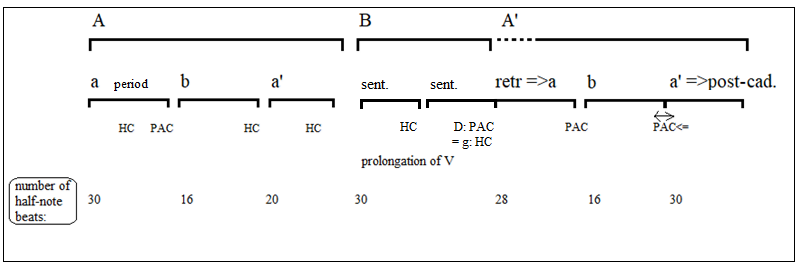 A B A'
a period b a' sent. sent. retr =>a b a' =>post-cad.
HC PAC HC HC HC D: PAC PAC PAC<=
= g: HC
prolongation of V
number of
half-note
beats:
30 16 20 30 28 16 30